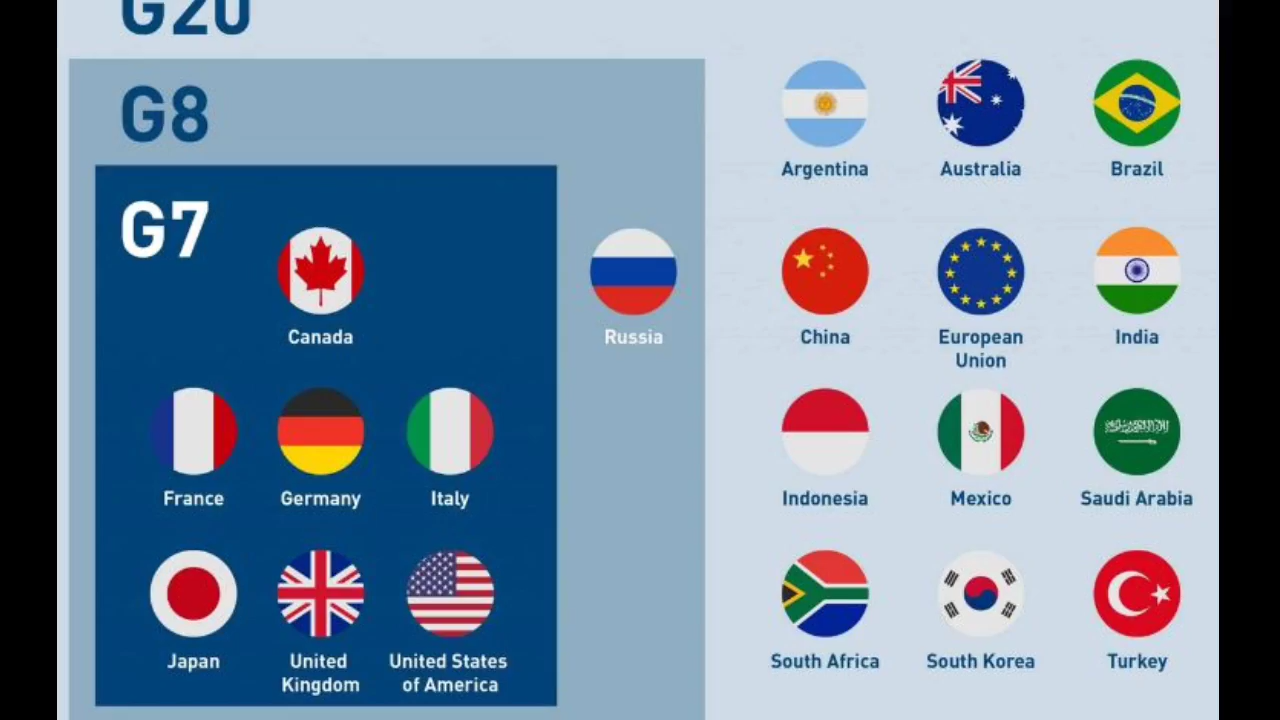 G20
G8
G7
Canada
France
Germany
Italy
Japan
United
Kingdom
United States
of America
Russia
Argentina
Australia
Brazil
China
European
Union
India
Indonesia
Mexico
Saudi Arabia
South Africa
South Korea
Turkey